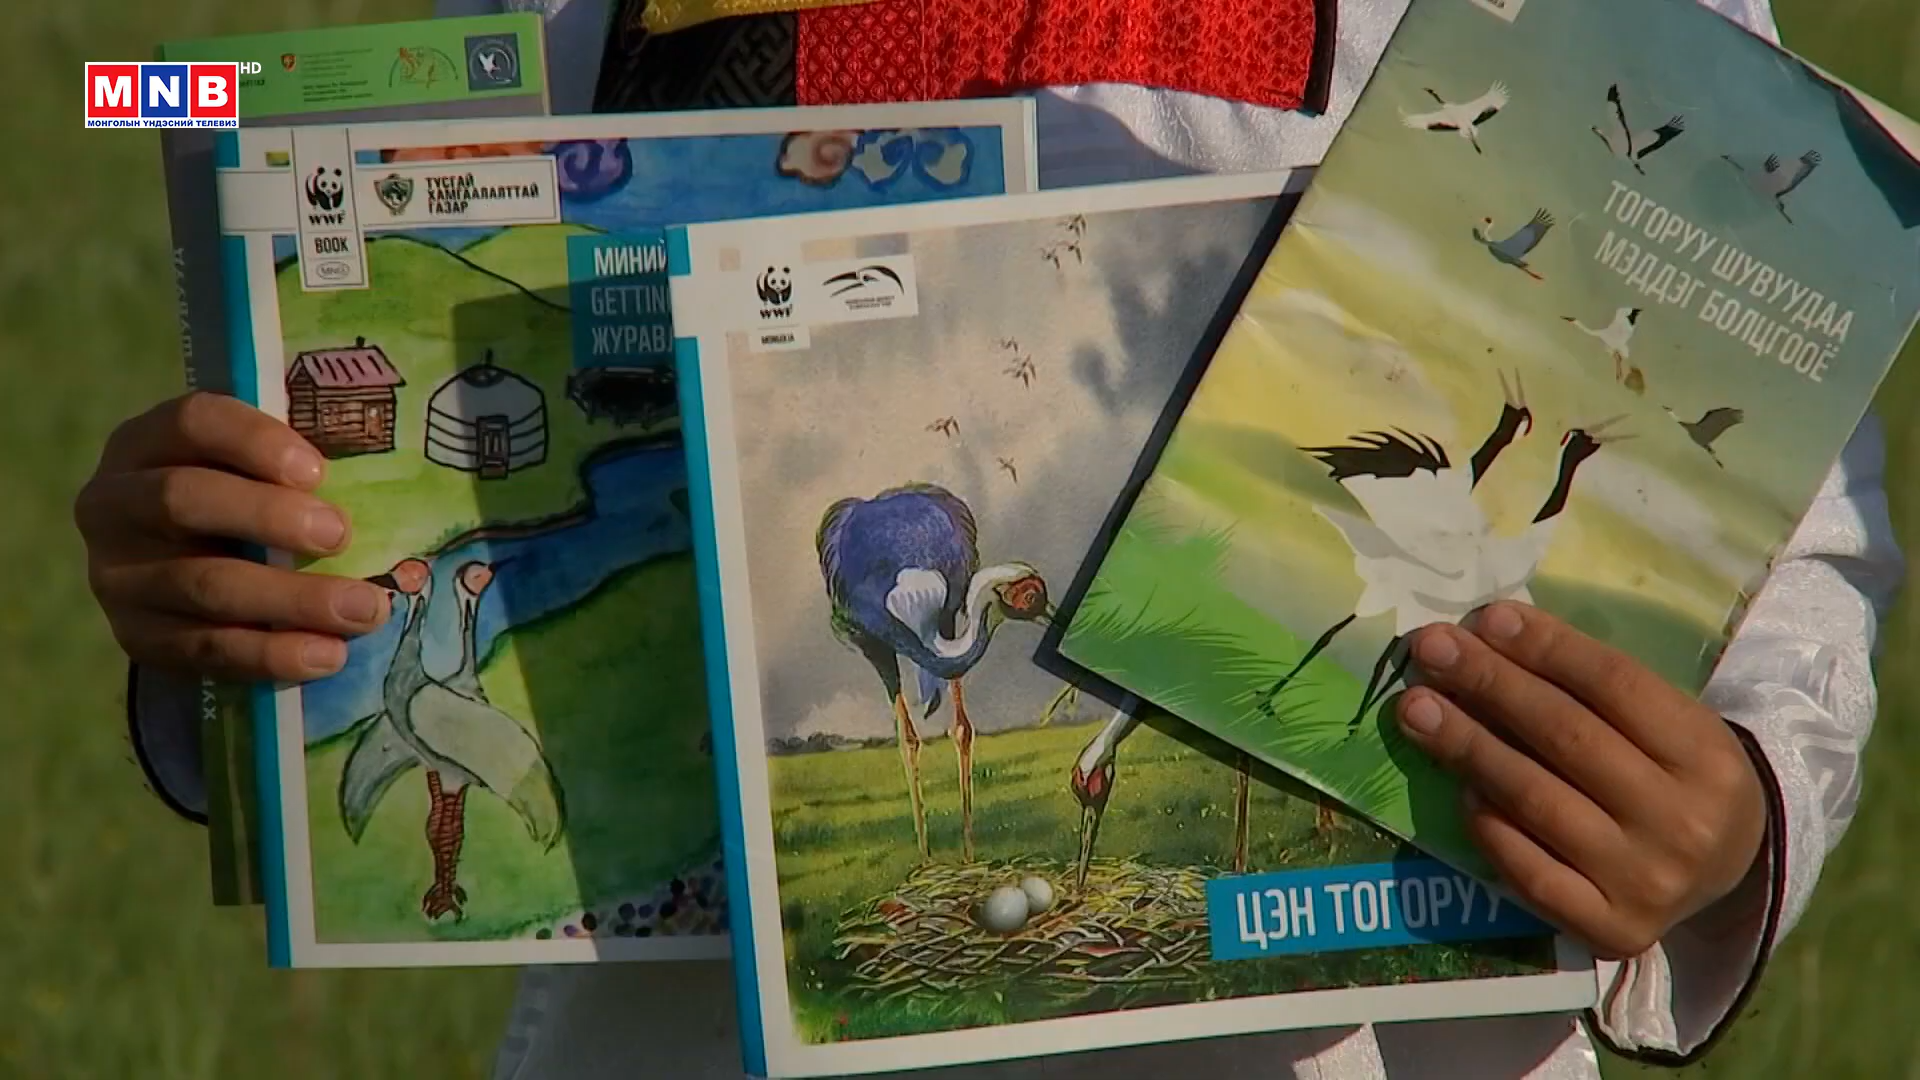 MNB HD
МОНГОЛЫН ҮНДЭСНИЙ ТЕЛЕВИЗ
WWF
BOOK
MNG
ТУСГАЙ
ХАМГААЛАЛТТАЙ
ГАЗАР
МИНИЙ
GETTING
ЖУРАВЛ
WWF
MONGOLIA
ЦЭН ТОГОРУУ
ТОГОРУУ ШУВУУДАА
МЭДДЭГ БОЛЦГООЁ